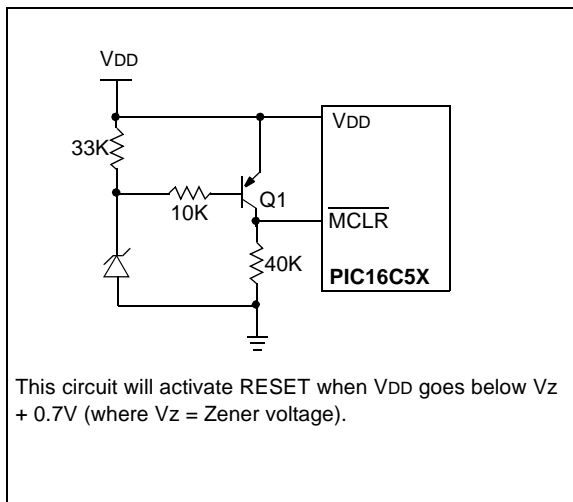 VDD
VDD
33K
10K
Q1
MCLR
40K
PIC16C5X
This circuit will activate RESET when VDD goes below Vz
+ 0.7V (where Vz = Zener voltage).